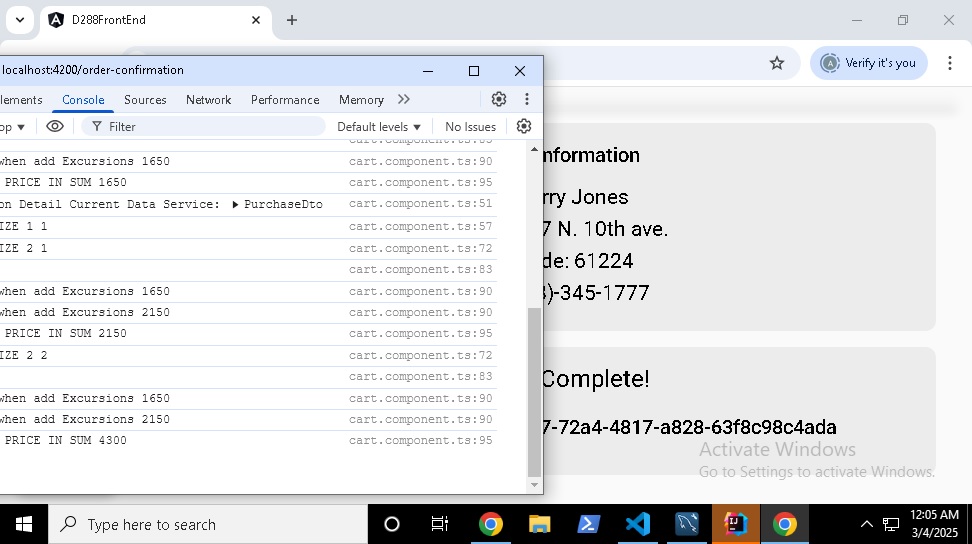 D288FrontEnd
Verify it's you
localhost:4200/order-confirmation
lements Console Sources Network Performance Memory
op Filter Default levels No Issues
cart.component.ts:83
when add Excursions 1650 cart.component.ts:90
PRICE IN SUM 1650 cart.component.ts:95
on Detail Current Data Service: PurchaseDto cart.component.ts:51
IZE 1 1 cart.component.ts:57
IZE 2 1 cart.component.ts:72
cart.component.ts:83
when add Excursions 1650 cart.component.ts:90
when add Excursions 2150 cart.component.ts:90
PRICE IN SUM 2150 cart.component.ts:95
IZE 2 2 cart.component.ts:72
cart.component.ts:83
when add Excursions 1650 cart.component.ts:90
when add Excursions 2150 cart.component.ts:90
PRICE IN SUM 4300 cart.component.ts:95
nformation
rry Jones
7 N. 10th ave.
de: 61224
3)-345-1777
Complete!
7-72a4-4817-a828-63f8c98c4ada
Activate Windows
Go to Settings to activate Windows.
Type here to search
12:05 AM
3/4/2025